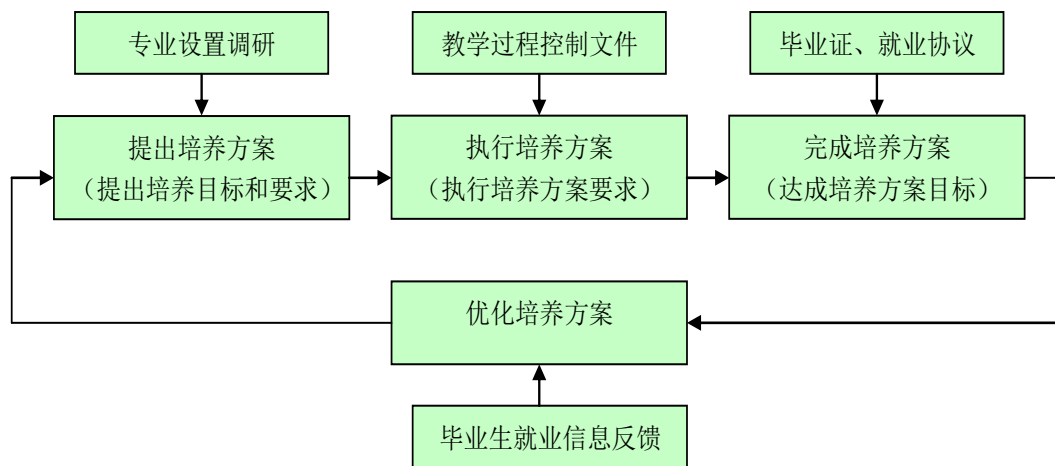 专业设置调研
教学过程控制文件
毕业证、就业协议
提出培养方案
（提出培养目标和要求）
执行培养方案
（执行培养方案要求）
完成培养方案
（达成培养方案目标）
优化培养方案
毕业生就业信息反馈